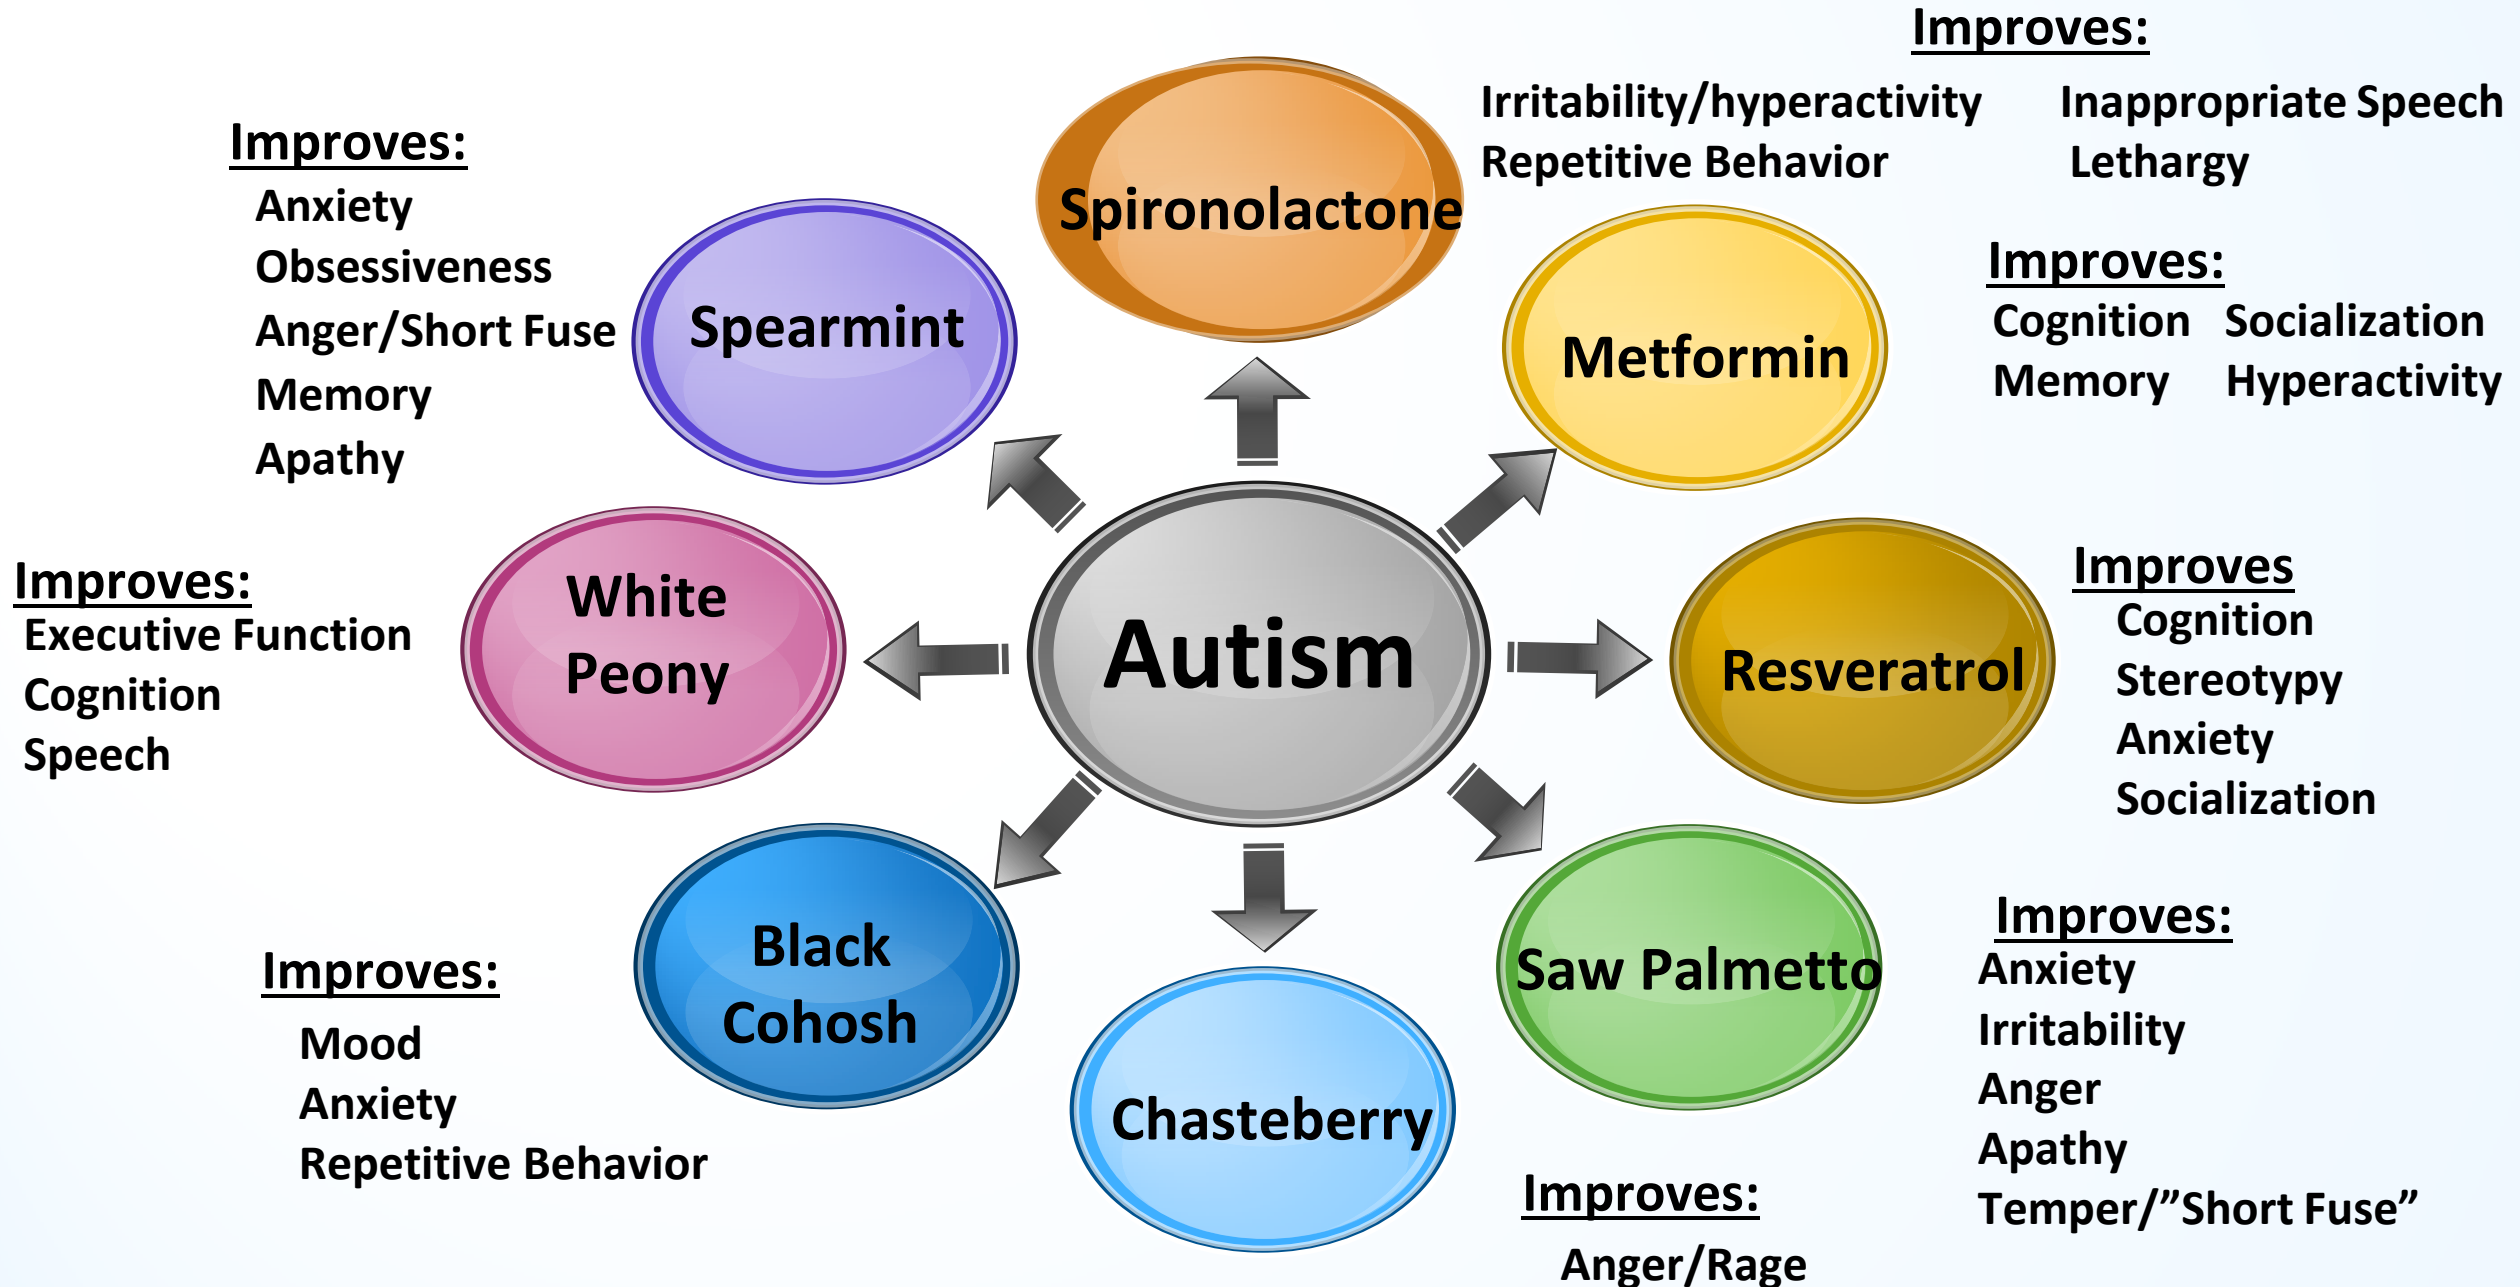 Improves:
Irritability/hyperactivity Inappropriate Speech
Repetitive Behavior Lethargy
Spironolactone
Improves:
Anxiety
Obsessiveness
Anger/Short Fuse
Memory
Apathy
Spearmint
Metformin
Improves:
Cognition Socialization
Memory Hyperactivity
Improves:
Executive Function
Cognition
Speech
White
Peony
Autism
Resveratrol
Improves
Cognition
Stereotypy
Anxiety
Socialization
Improves:
Mood
Anxiety
Repetitive Behavior
Black
Cohosh
Chasteberry
Improves:
Anger/Rage
Saw Palmetto
Improves:
Anxiety
Irritability
Anger
Apathy
Temper/”Short Fuse”